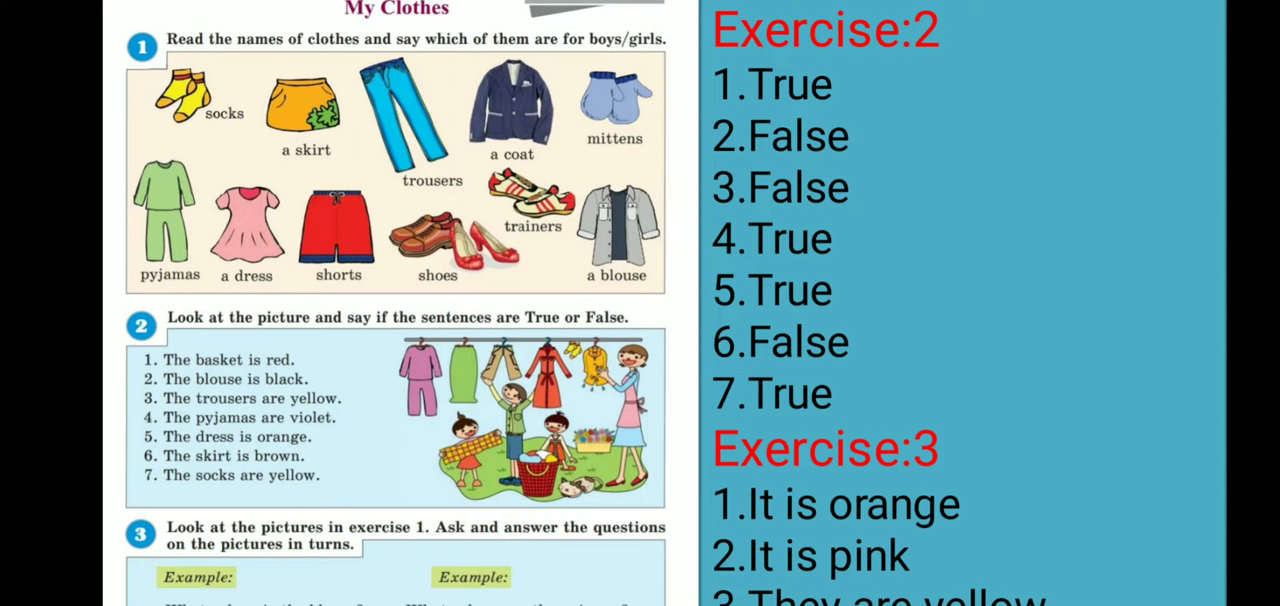 My Clothes
1 Read the names of clothes and say which of them are for boys/girls.
socks
a skirt
trousers
a coat
mittens
pyjamas
a dress
shorts
shoes
trainers
a blouse
2 Look at the picture and say if the sentences are True or False.
1. The basket is red.
2. The blouse is black.
3. The trousers are yellow.
4. The pyjamas are violet.
5. The dress is orange.
6. The skirt is brown.
7. The socks are yellow.
3 Look at the pictures in exercise 1. Ask and answer the questions
on the pictures in turns.
Example:
Example:
Exercise:2
1.True
2.False
3.False
4.True
5.True
6.False
7.True
Exercise:3
1.It is orange
2.It is pink
3.They are yellow